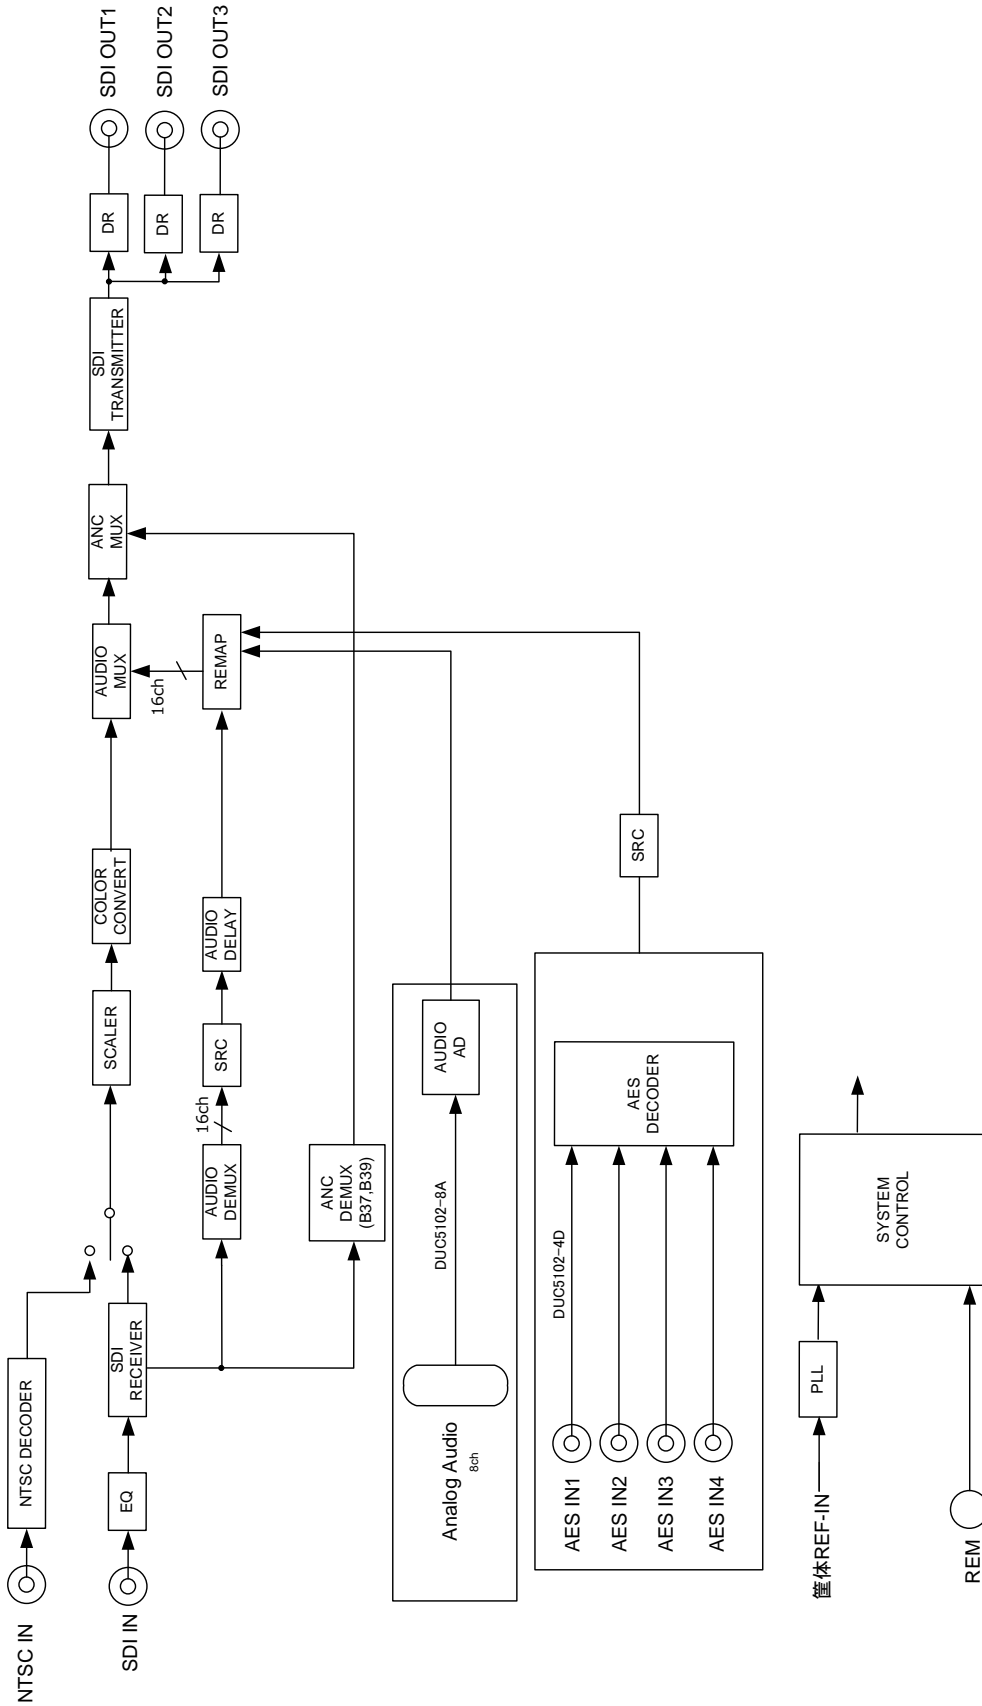 NTSC IN
NTSC DECODER
SDI IN
EQ
SDI
RECEIVER
SCALER
COLOR
CONVERT
AUDIO
MUX
ANC
MUX
SDI
TRANSMITTER
DR
SDI OUT1
DR
SDI OUT2
DR
SDI OUT3
AUDIO
DEMUX
16ch
SRC
AUDIO
DELAY
REMAP
16ch
ANC
DEMUX
(B37,B39)
Analog Audio
8ch
DUC5102-8A
AUDIO
AD
AES IN1
AES IN2
AES IN3
AES IN4
DUC5102-4D
AES
DECODER
SRC
筐体REF-IN
PLL
SYSTEM
CONTROL
REM